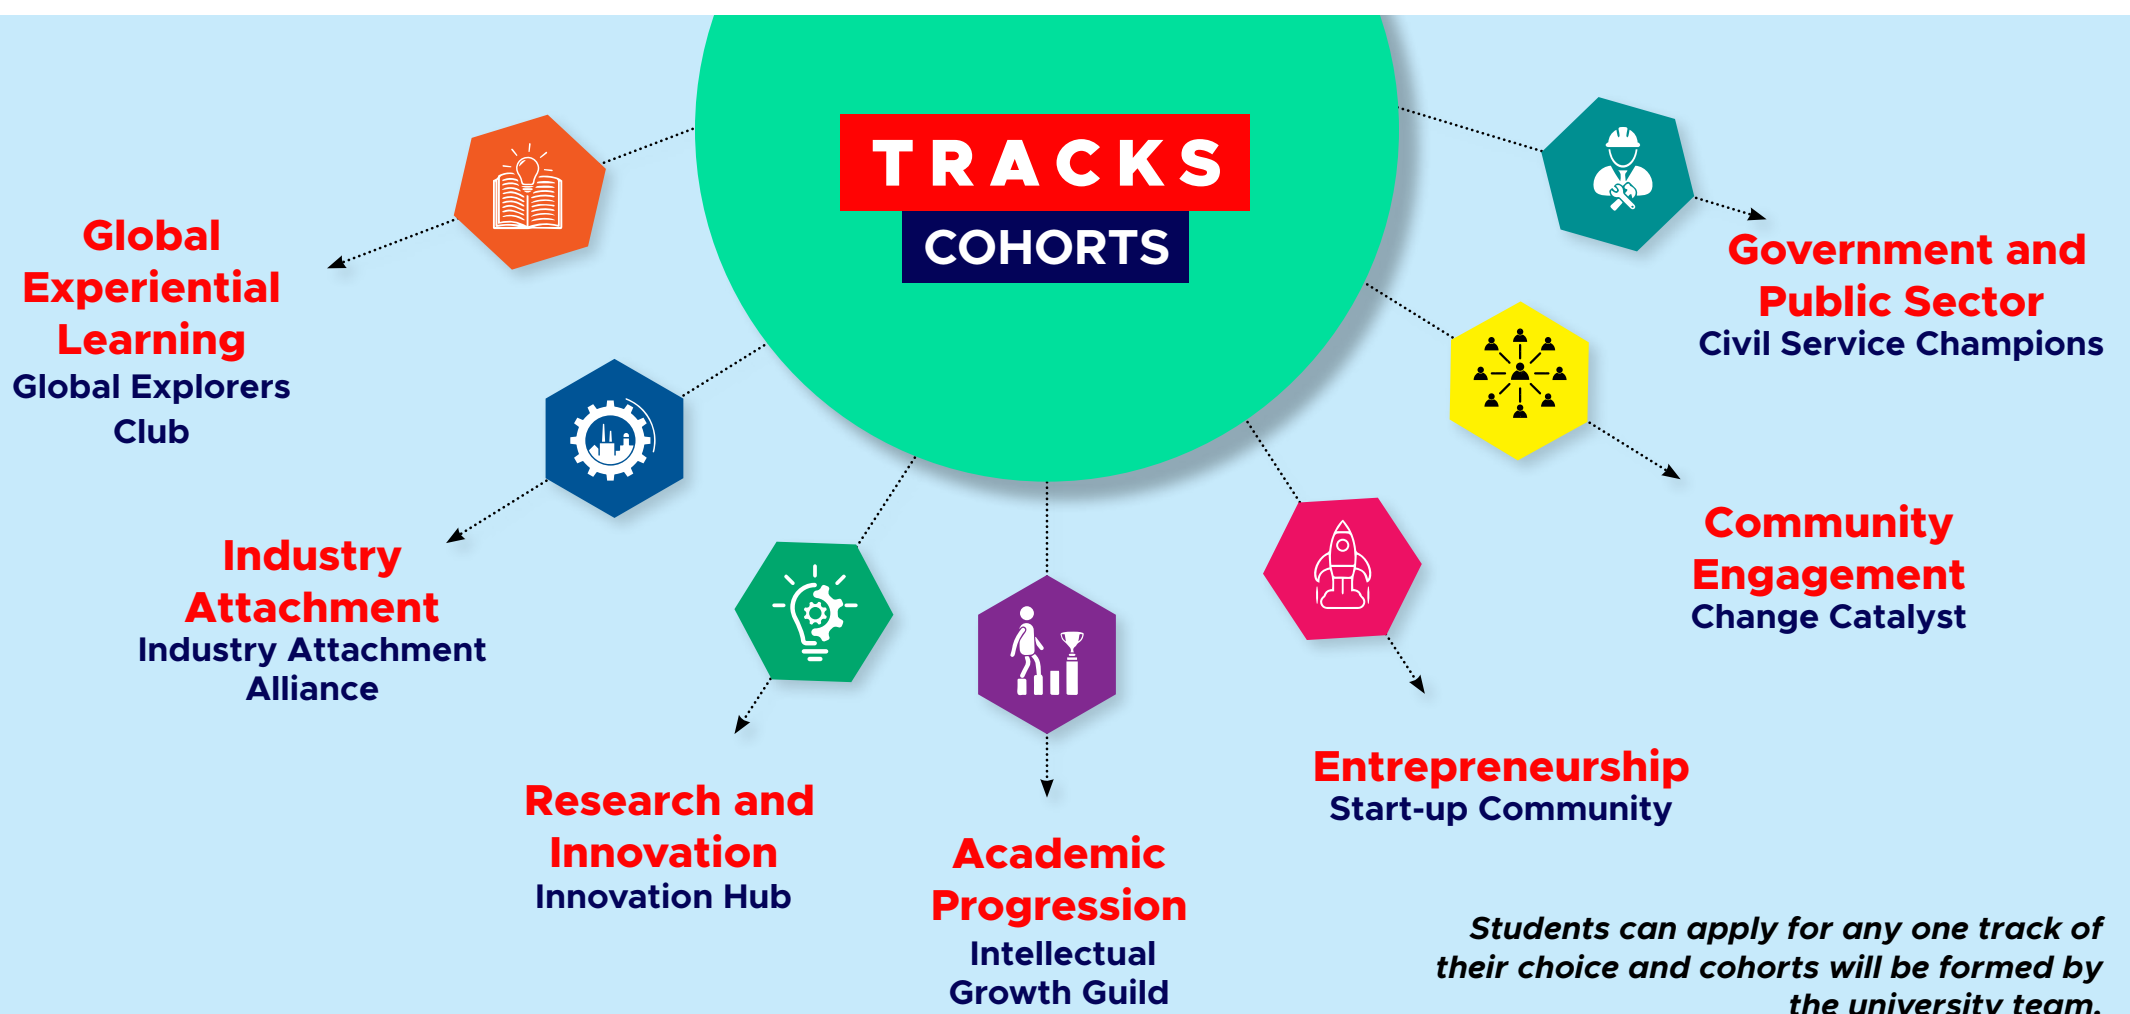 TRACKS
COHORTS
Global
Experiential
Learning
Global Explorers
Club
Industry
Attachment
Industry Attachment
Alliance
Research and
Innovation
Innovation Hub
Academic
Progression
Intellectual
Growth Guild
Entrepreneurship
Start-up Community
Community
Engagement
Change Catalyst
Government and
Public Sector
Civil Service Champions
Students can apply for any one track of
their choice and cohorts will be formed by
the university team.